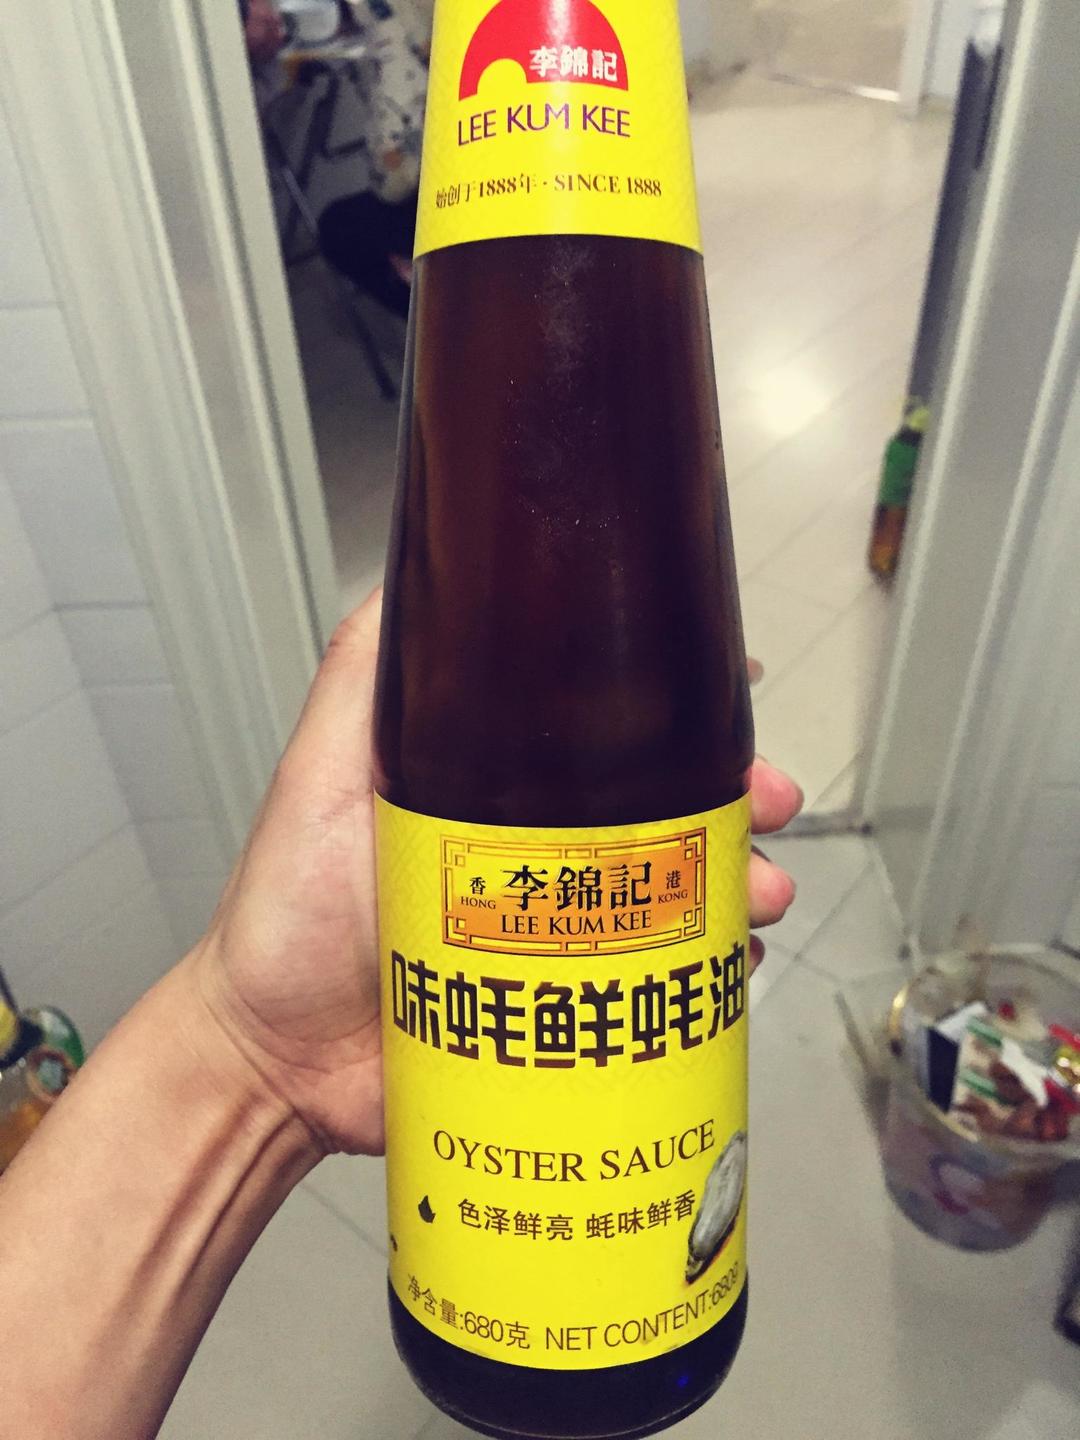 李錦記
LEE KUM KEE
始创于1888年·SINCE 1888
香 李錦記 港
HONG LEE KUM KEE KONG
味蚝鲜蚝油
OYSTER SAUCE
色泽鲜亮 蚝味鲜香
净含量:680克 NET CONTENT:680g